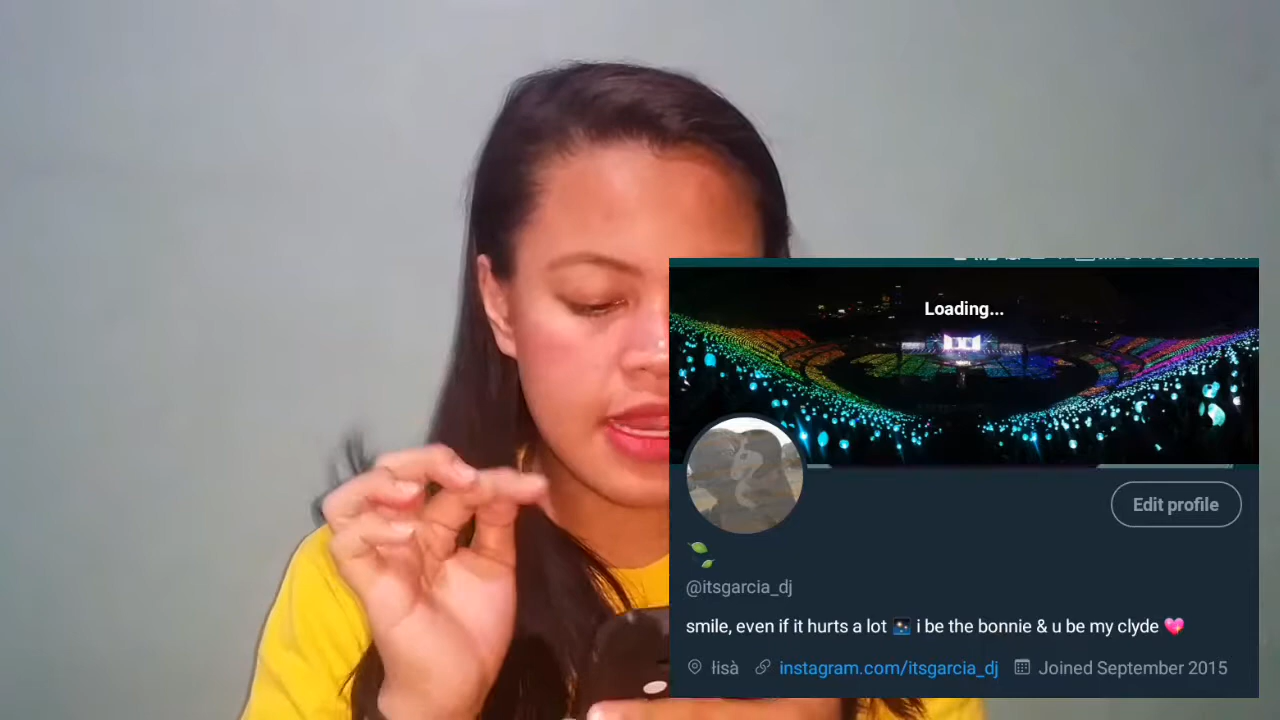 Loading...
Edit profile
@itsgarcia_dj
smile, even if it hurts a lot 🌃 i be the bonnie & u be my clyde 💖
łisà instagram.com/itsgarcia_dj Joined September 2015